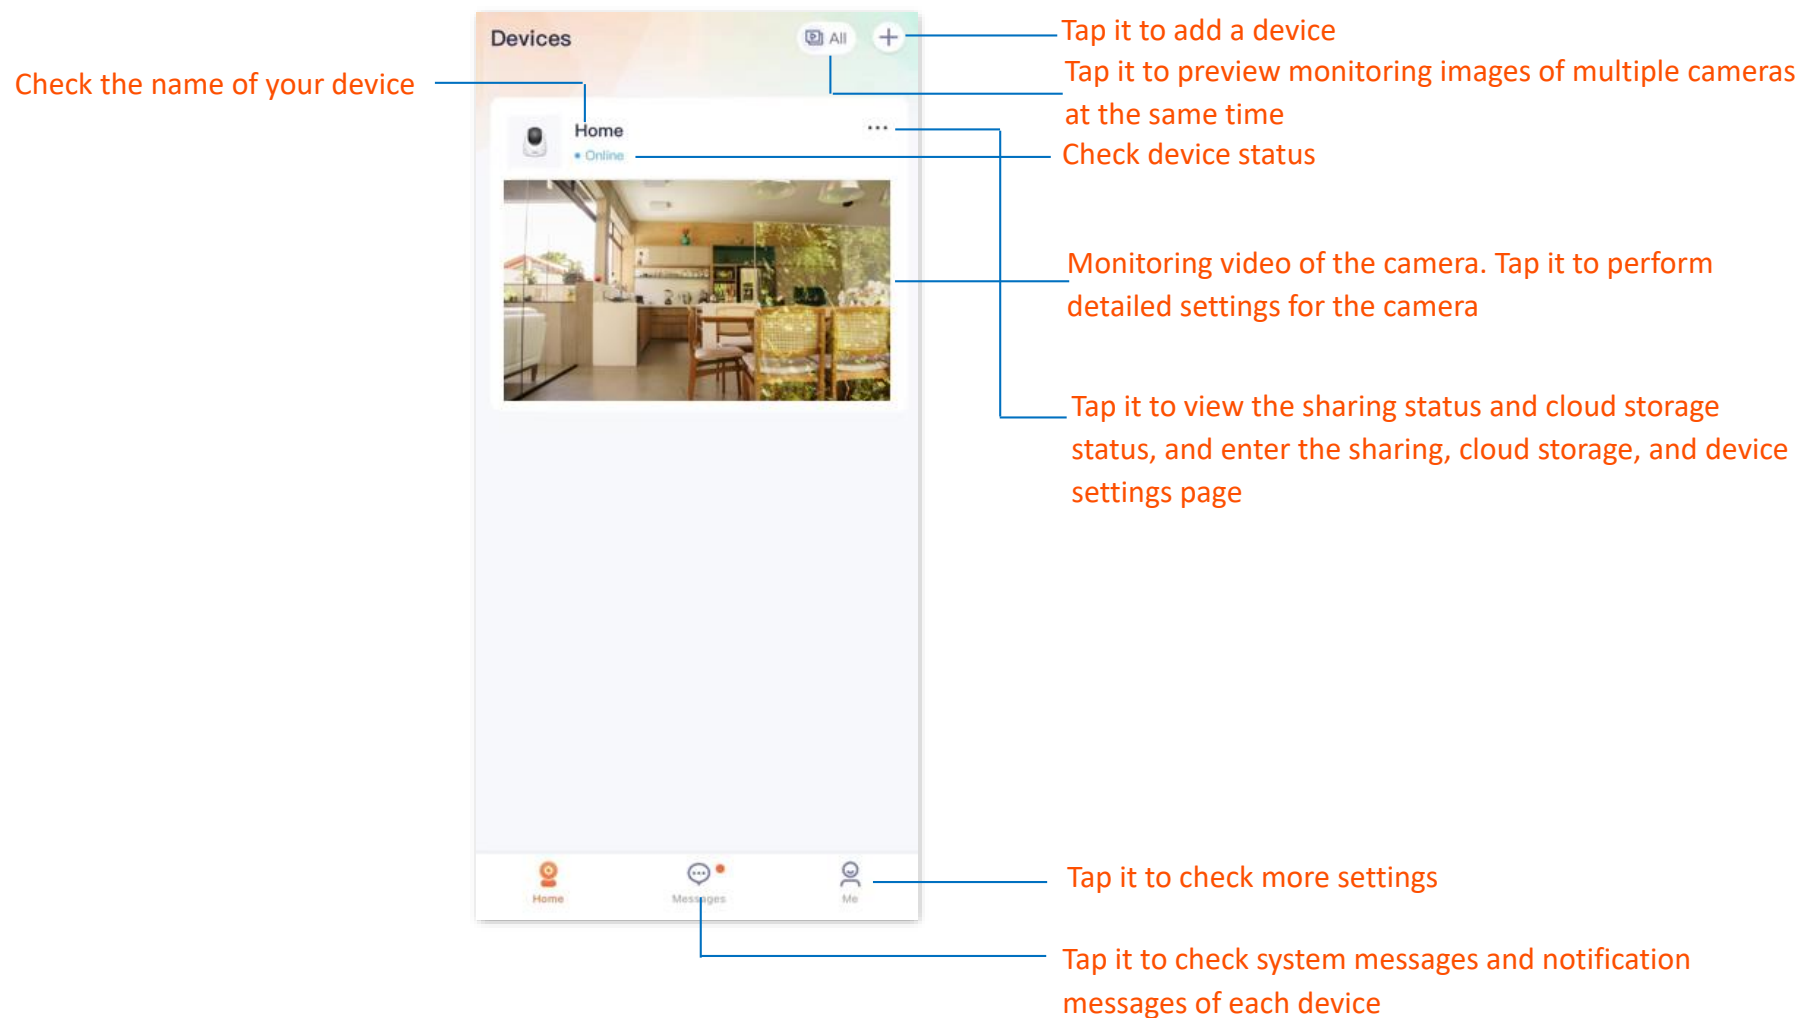 Devices
All
Tap it to add a device
Tap it to preview monitoring images of multiple cameras
at the same time
Check the name of your device
Home
Online
Check device status
Monitoring video of the camera. Tap it to perform
detailed settings for the camera
Tap it to view the sharing status and cloud storage
status, and enter the sharing, cloud storage, and device
settings page
Home
Messages
Me
Tap it to check more settings
Tap it to check system messages and notification
messages of each device